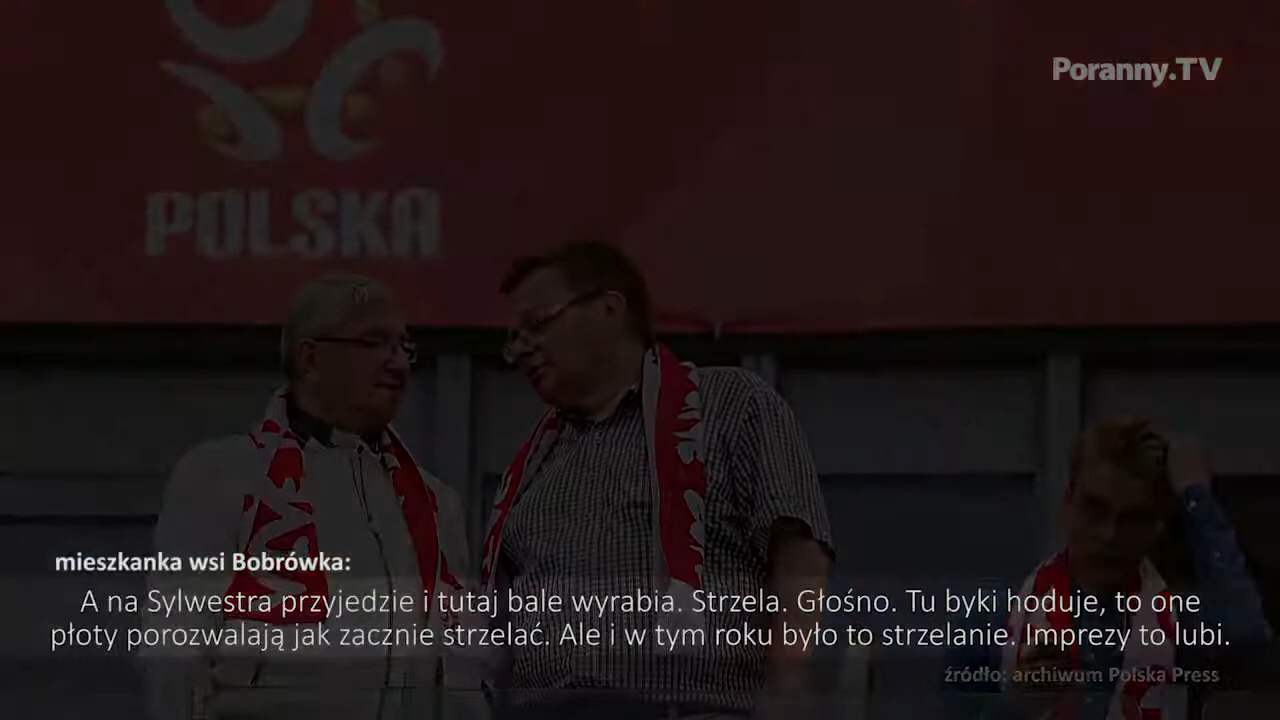 Poranny.TV
POLSKA
mieszkanka wsi Bobrówka:
A na Sylwestra przyjedzie i tutaj bale wyrabia. Strzela. Głośno. Tu byki hoduje, to one
płoty porozwalają jak zacznie strzelać. Ale i w tym roku było to strzelanie. Imprezy to lubi.
źródło: archiwum Polska Press